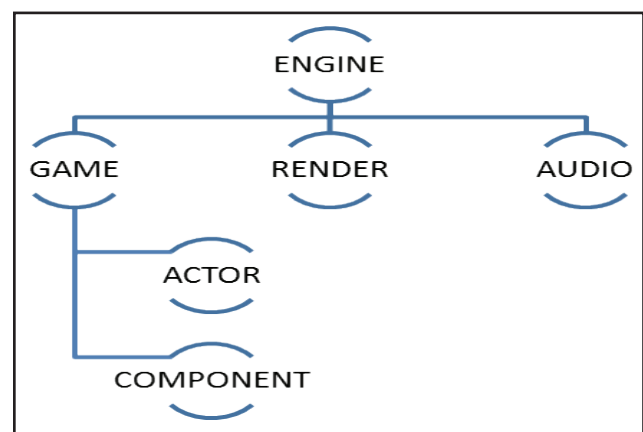 ENGINE
GAME
RENDER
AUDIO
ACTOR
COMPONENT